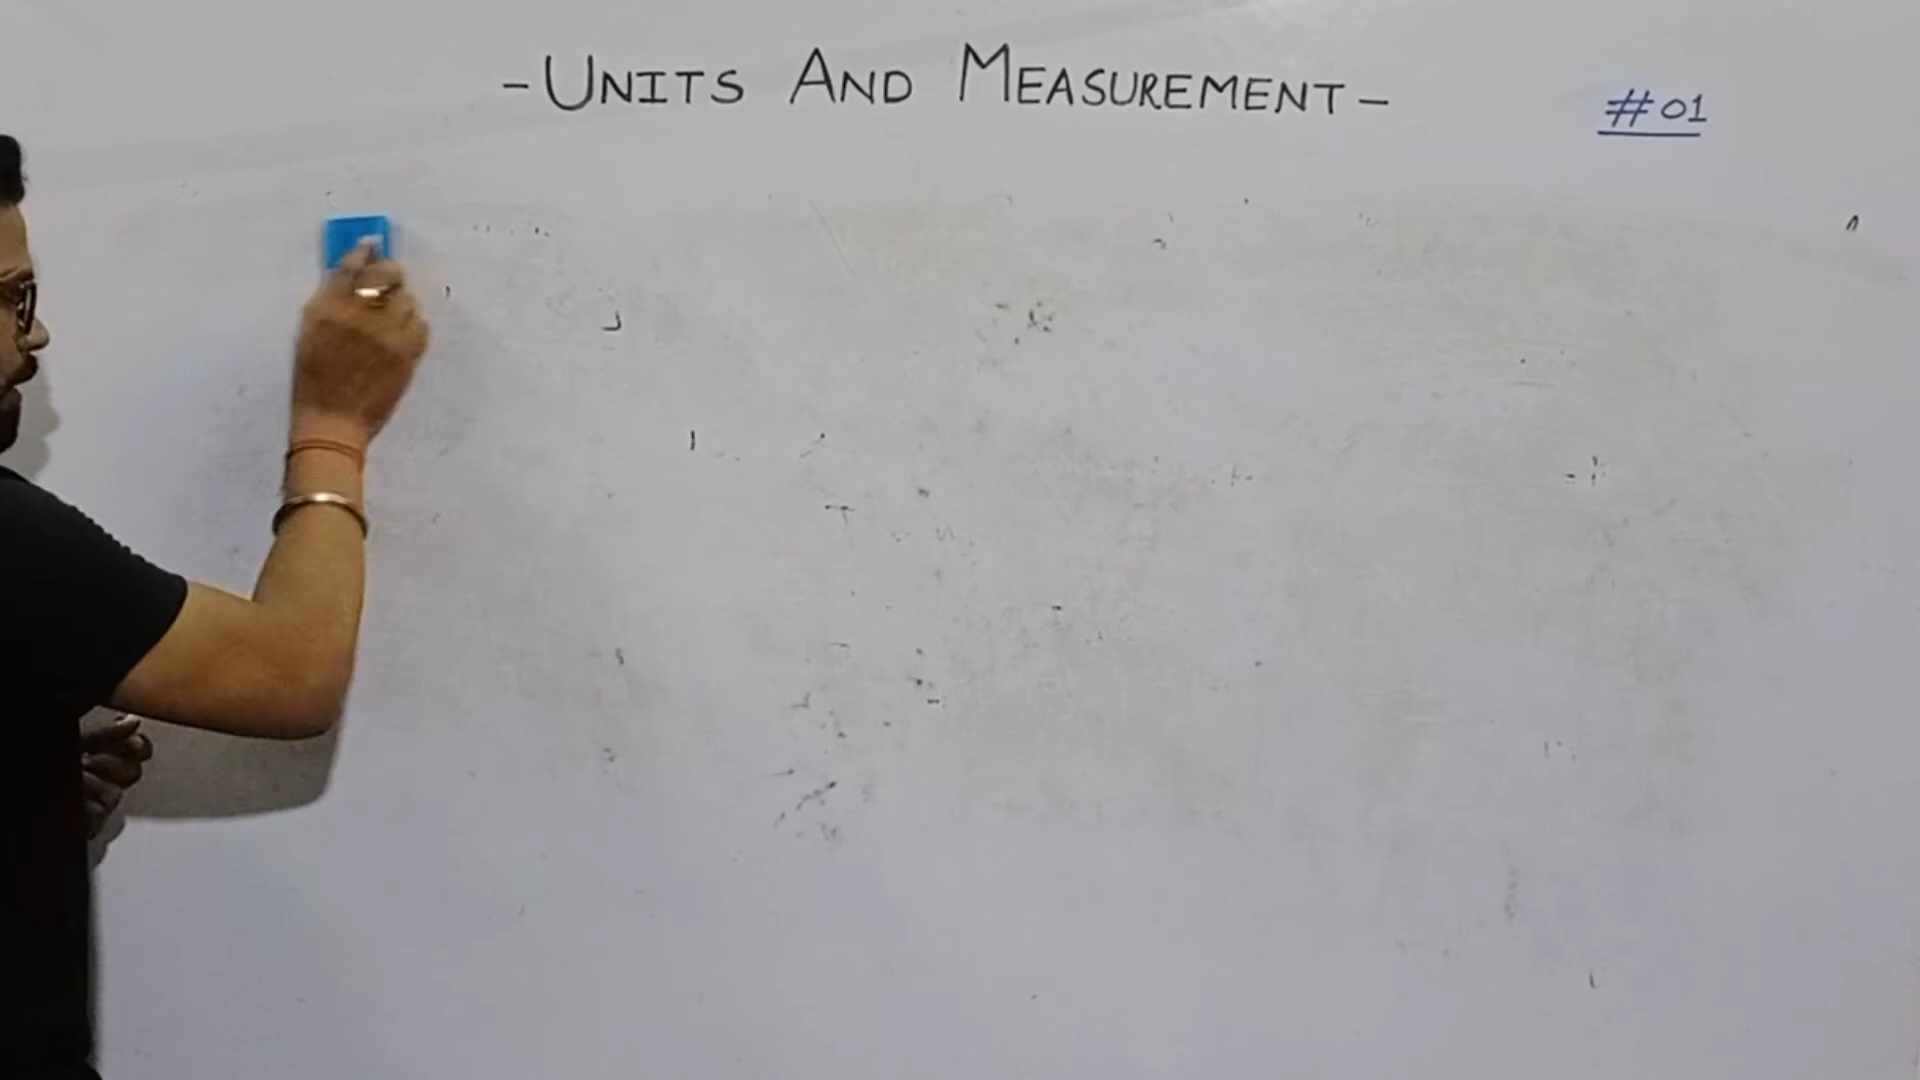 - UNITS AND MEASUREMENT -
#01